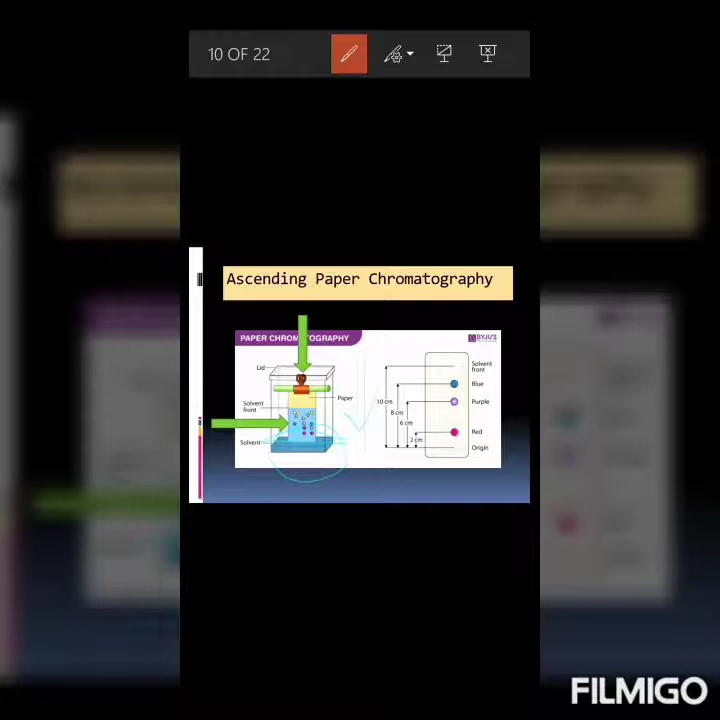 10 OF 22
Ascending Paper Chromatography
PAPER CHROMATOGRAPHY
BYJU'S
Lid
Paper
Solvent
front
Solvent
Solvent
front
Blue
Purple
Red
Origin
10 cm
8 cm
6 cm
2 cm
FILMIGO